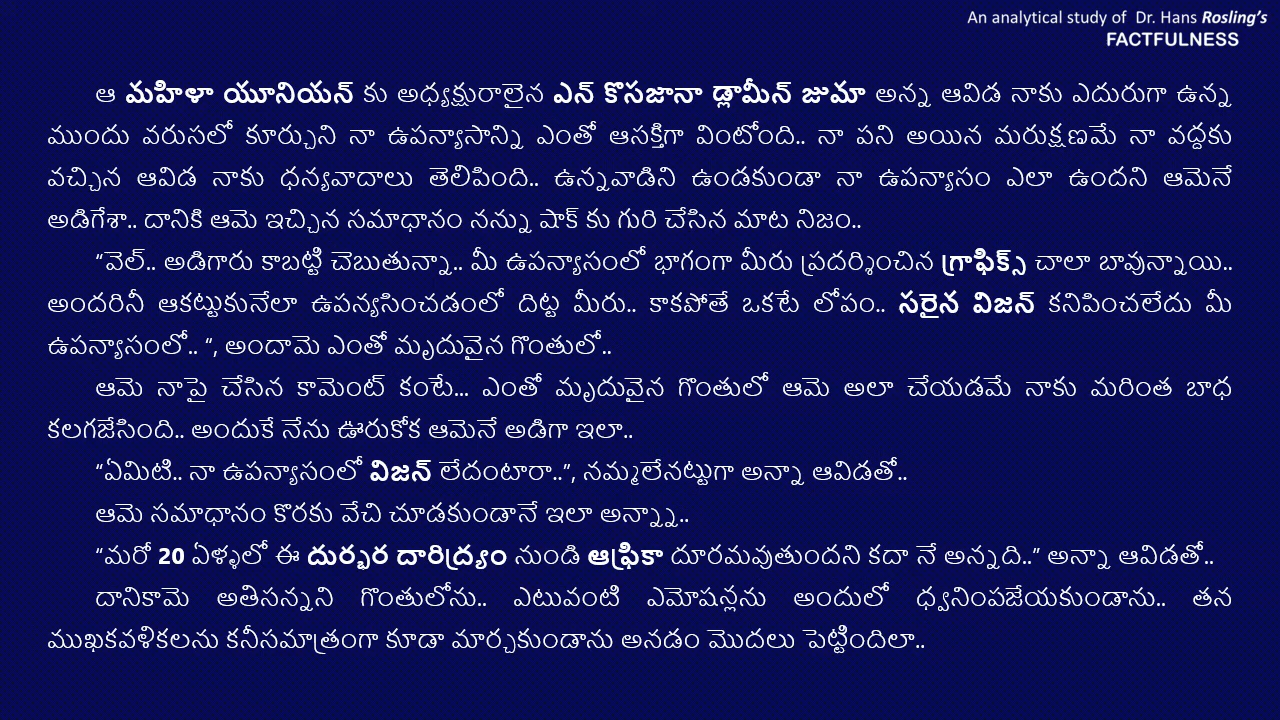 An analytical study of Dr. Hans Rosling's
FACTFULNESS
ఆ మహిళా యూనియన్ కు అధ్యక్షురాలైన ఎన్ కొసజానా డ్లామీన్ జుమా అన్న ఆవిడ నాకు ఎదురుగా ఉన్న
ముందు వరుసలో కూర్చుని నా ఉపన్యాసాన్ని ఎంతో ఆసక్తిగా వింటోంది.. నా పని అయిన మరుక్షణమే నా వద్దకు
వచ్చిన ఆవిడ నాకు ధన్యవాదాలు తెలిపింది.. ఉన్నవాడిని ఉండకుండా నా ఉపన్యాసం ఎలా ఉందని ఆమెనే
అడిగేశా.. దానికి ఆమె ఇచ్చిన సమాధానం నన్ను షాక్ కు గురి చేసిన మాట నిజం..
“వెల్.. అడిగారు కాబట్టి చెబుతున్నా.. మీ ఉపన్యాసంలో భాగంగా మీరు ప్రదర్శించిన గ్రాఫిక్స్ చాలా బావున్నాయి..
అందరినీ ఆకట్టుకునేలా ఉపన్యసించడంలో దిట్ట మీరు.. కాకపోతే ఒకటే లోపం.. సరైన విజన్ కనిపించలేదు మీ
ఉపన్యాసంలో.. “, అందామె ఎంతో మృదువైన గొంతులో..
ఆమె నాపై చేసిన కామెంట్ కంటే... ఎంతో మృదువైన గొంతులో ఆమె అలా చేయడమే నాకు మరింత బాధ
కలగజేసింది.. అందుకే నేను ఊరుకోక ఆమెనే అడిగా ఇలా..
“ఏమిటి.. నా ఉపన్యాసంలో విజన్ లేదంటారా..”, నమ్మలేనట్టుగా అన్నా ఆవిడతో..
ఆమె సమాధానం కొరకు వేచి చూడకుండానే ఇలా అన్నాన్న..
“మరో 20 ఏళ్ళలో ఈ దుర్భర దారిద్ర్యం నుండి ఆఫ్రికా దూరమవుతుందని కదా నే అన్నది..” అన్నా ఆవిడతో..
దానికామె అతిసన్నని గొంతులోను.. ఎటువంటి ఎమోషన్లను అందులో ధ్వనింపజేయకుండాను.. తన
ముఖకవళికలను కనీసమాత్రంగా కూడా మార్చకుండాను అనడం మొదలు పెట్టిందిలా..